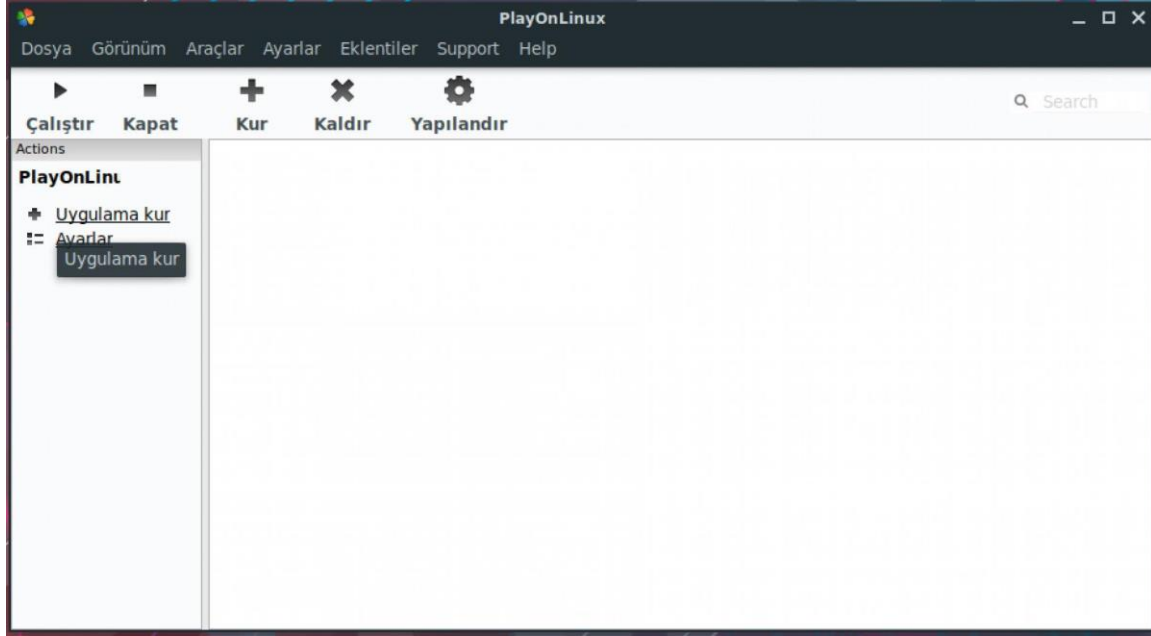 PlayOnLinux
Dosya Görünüm Araçlar Ayarlar Eklentiler Support Help
Search
Çalıştır Kapat Kur Kaldır Yapılandır
Actions
PlayOnLinu
Uygulama kur
Ayarlar
Uygulama kur